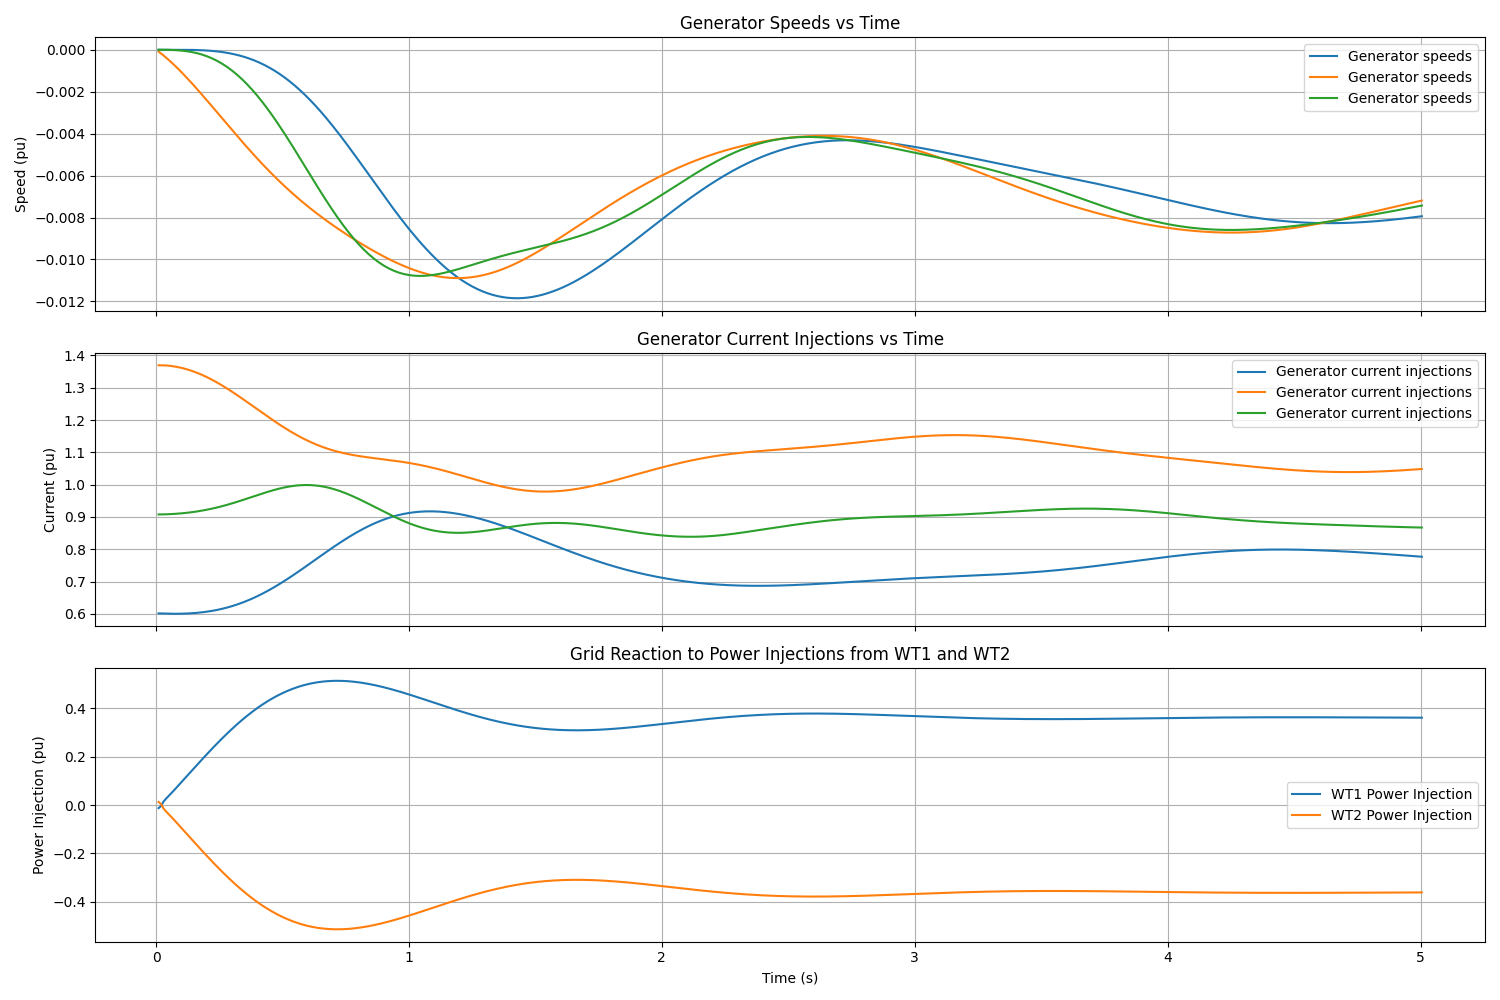 Generator Speeds vs Time
0.000
−0.002
−0.004
−0.006
−0.008
−0.010
−0.012
Speed (pu)
Generator speeds
Generator speeds
Generator speeds
Generator Current Injections vs Time
1.4
1.3
1.2
1.1
1.0
0.9
0.8
0.7
0.6
Current (pu)
Generator current injections
Generator current injections
Generator current injections
Grid Reaction to Power Injections from WT1 and WT2
0.4
0.2
0.0
−0.2
−0.4
Power Injection (pu)
WT1 Power Injection
WT2 Power Injection
0 1 2 3 4 5
Time (s)